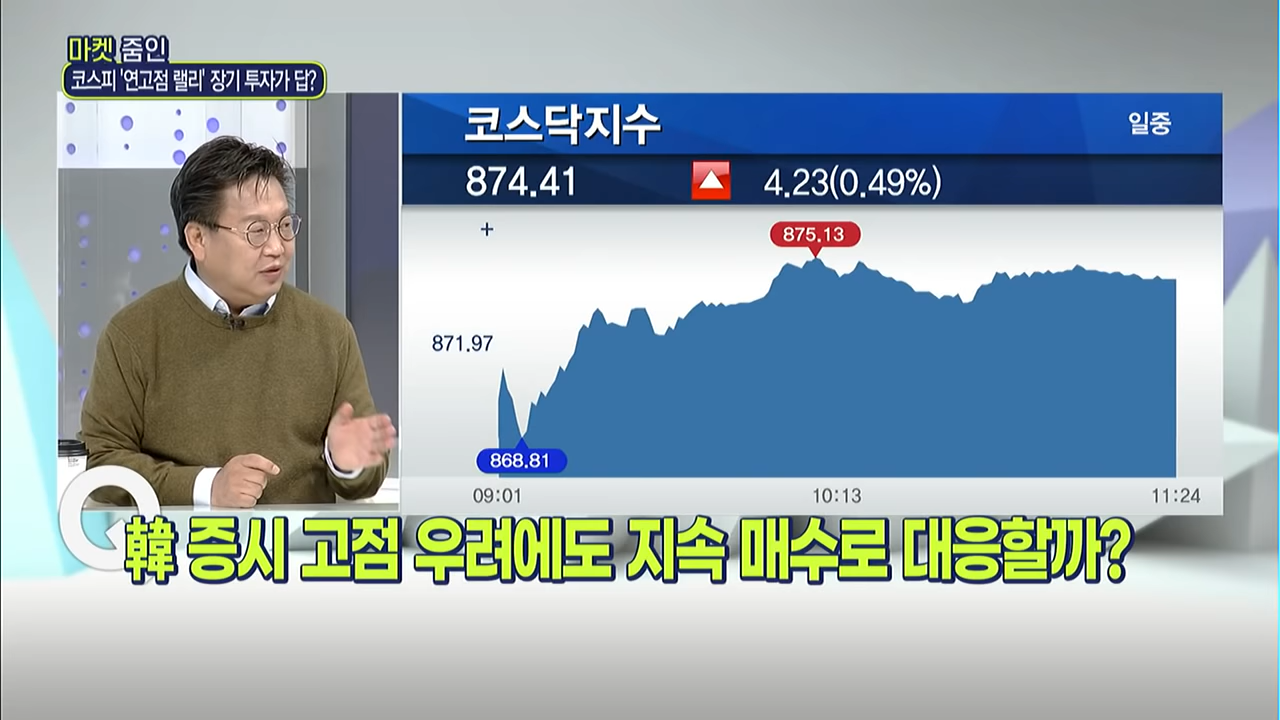 마켓 줌인
코스피 '연고점 랠리' 장기 투자가 답?
코스닥지수
일중
874.41 ▲ 4.23(0.49%)
+
875.13
871.97
868.81
09:01 10:13 11:24
Q 韓 증시 고점 우려에도 지속 매수로 대응할까?